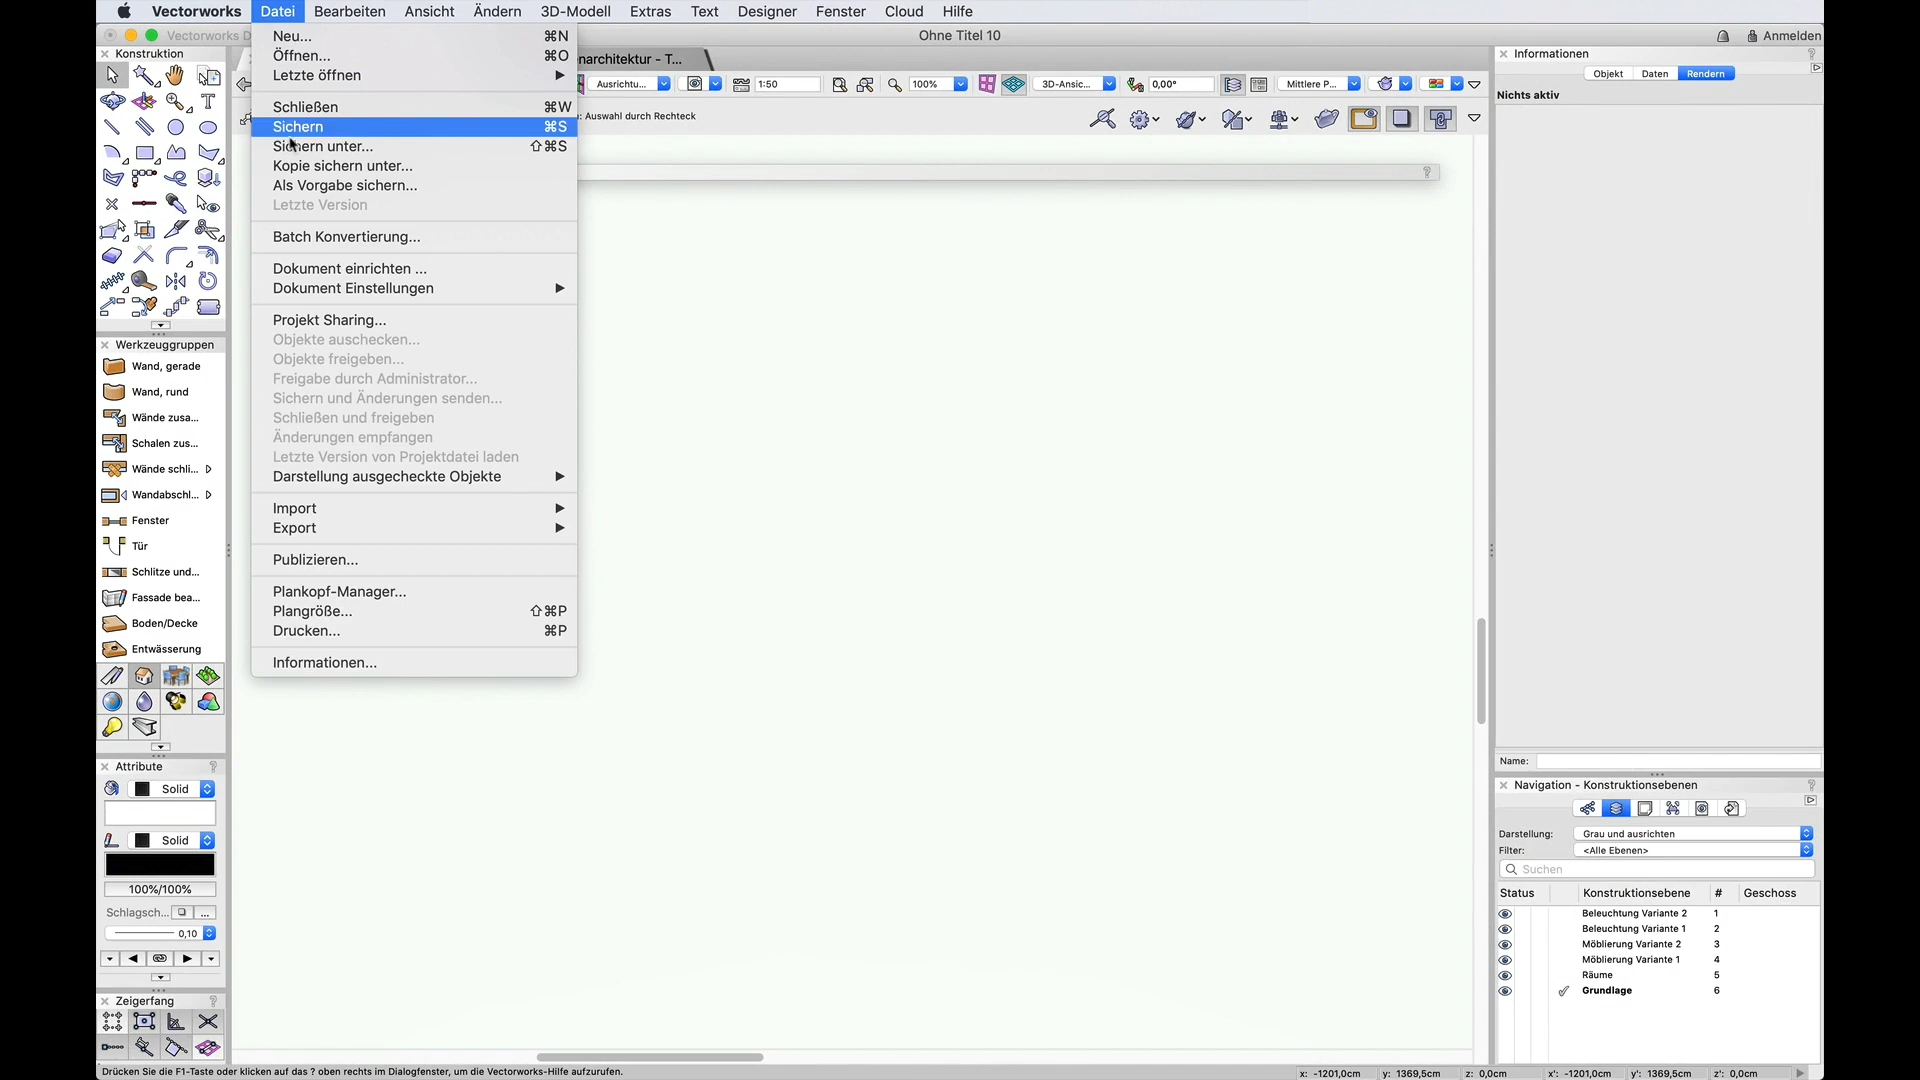 Vectorworks Datei Bearbeiten Ansicht Ändern 3D-Modell Extras Text Designer Fenster Cloud Hilfe
Vectorworks D
Ohne Titel 10
Anmelden
Konstruktion
Neu... ⌘N
Öffnen... ⌘O
Letzte öffnen
Schließen ⌘W
Sichern ⌘S
Sichern unter... ⇧⌘S
Kopie sichern unter...
Als Vorgabe sichern...
Letzte Version
Batch Konvertierung...
Dokument einrichten ...
Dokument Einstellungen
Projekt Sharing...
Objekte auschecken...
Objekte freigeben...
Freigabe durch Administrator...
Sichern und Änderungen senden...
Schließen und freigeben
Änderungen empfangen
Letzte Version von Projektdatei laden
Darstellung ausgecheckte Objekte
Import
Export
Publizieren...
Plankopf-Manager...
Plangröße... ⇧⌘P
Drucken... ⌘P
Informationen...
enarchitektur - T...
Ausrichtu... 1:50 100% 3D-Ansic... 0,00° Mittlere P...
: Auswahl durch Rechteck
?
Werkzeuggruppen
Wand, gerade
Wand, rund
Wände zusa...
Schalen zus...
Wände schli...
Wandabschl...
Fenster
Tür
Schlitze und...
Fassade bea...
Boden/Decke
Entwässerung
Attribute ?
Solid
Solid
100%/100%
Schlagsch... ...
0,10
Zeigerfang ?
Informationen ?
Objekt Daten Rendern
Nichts aktiv
Name:
Navigation - Konstruktionsebenen ?
Darstellung: Grau und ausrichten
Filter: <Alle Ebenen>
Suchen
Status Konstruktionsebene # Geschoss
Beleuchtung Variante 2 1
Beleuchtung Variante 1 2
Möblierung Variante 2 3
Möblierung Variante 1 4
Räume 5
Grundlage 6
Drücken Sie die F1-Taste oder klicken auf das ? oben rechts im Dialogfenster, um die Vectorworks-Hilfe aufzurufen.
x: -1201,0cm y: 1369,5cm z: 0,0cm x': -1201,0cm y': 1369,5cm z': 0,0cm